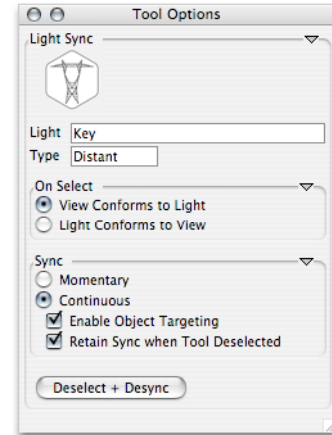 Tool Options
Light Sync
Light Key
Type Distant
On Select
View Conforms to Light
Light Conforms to View
Sync
Momentary
Continuous
Enable Object Targeting
Retain Sync when Tool Deselected
Deselect + Desync